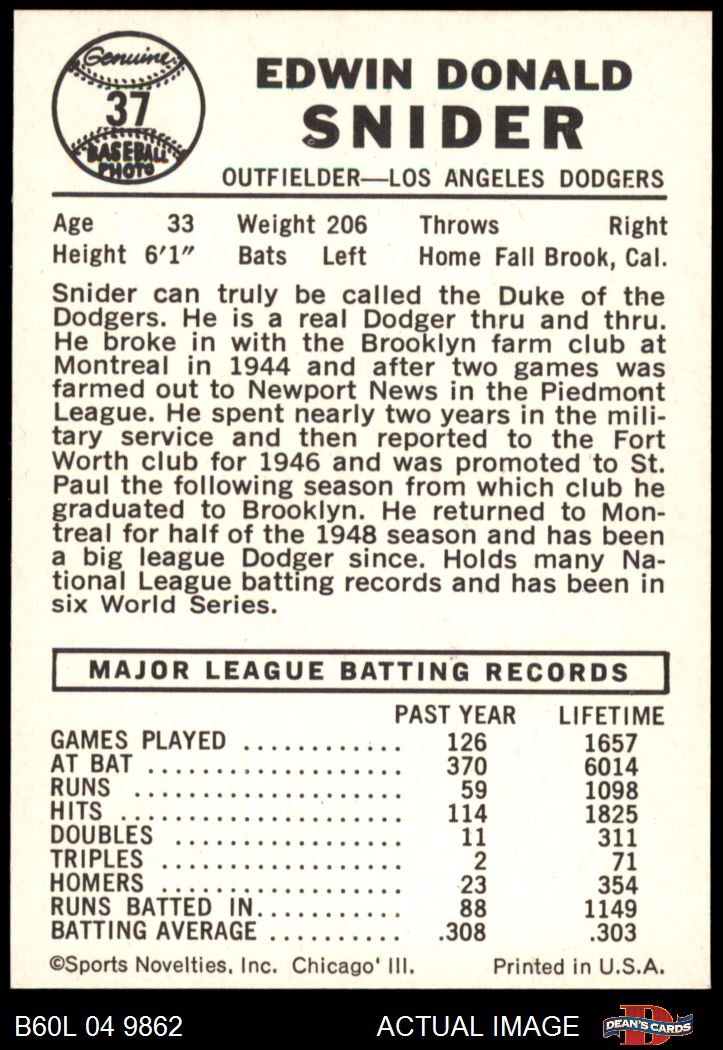 Genuine
37
BASEBALL
PHOTO
EDWIN DONALD
SNIDER
OUTFIELDER—LOS ANGELES DODGERS
Age 33 Weight 206 Throws Right
Height 6'1" Bats Left Home Fall Brook, Cal.
Snider can truly be called the Duke of the
Dodgers. He is a real Dodger thru and thru.
He broke in with the Brooklyn farm club at
Montreal in 1944 and after two games was
farmed out to Newport News in the Piedmont
League. He spent nearly two years in the mili-
tary service and then reported to the Fort
Worth club for 1946 and was promoted to St.
Paul the following season from which club he
graduated to Brooklyn. He returned to Mon-
treal for half of the 1948 season and has been
a big league Dodger since. Holds many Na-
tional League batting records and has been in
six World Series.
MAJOR LEAGUE BATTING RECORDS
PAST YEAR LIFETIME
GAMES PLAYED ............ 126 1657
AT BAT .................... 370 6014
RUNS ..................... 59 1098
HITS ...................... 114 1825
DOUBLES .................. 11 311
TRIPLES ................... 2 71
HOMERS ................... 23 354
RUNS BATTED IN............ 88 1149
BATTING AVERAGE .......... .308 .303
©Sports Novelties, Inc. Chicago' Ill. Printed in U.S.A.
B60L 04 9862 ACTUAL IMAGE D DEAN'S CARDS